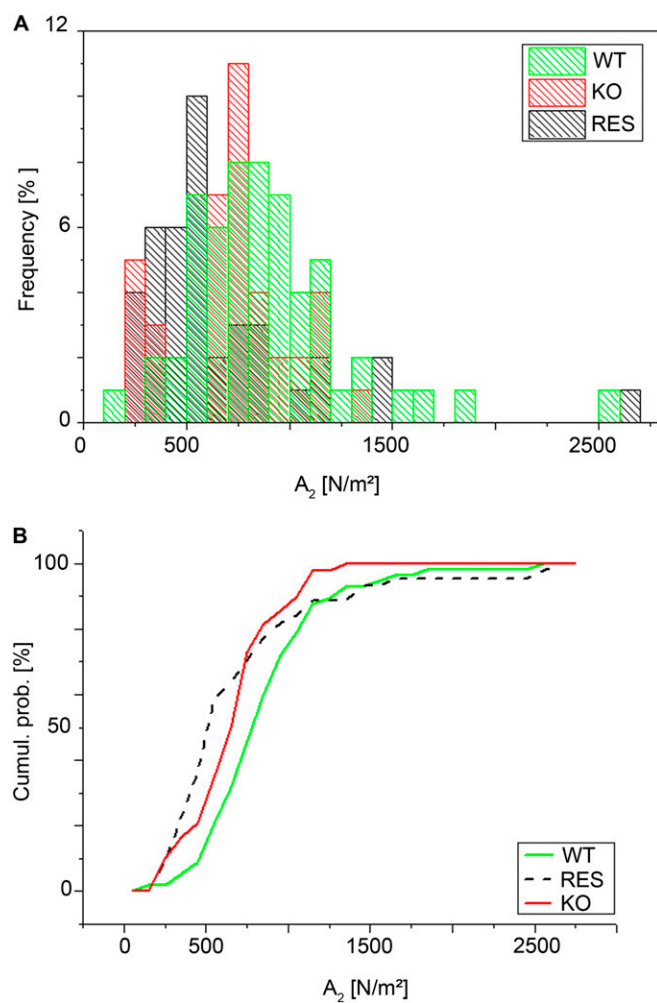 A
12
6
0
Frequency [% ]
WT
KO
RES
0
500
1500
2500
A₂ [N/m²]
B
100
50
0
Cumul. prob. [%]
WT
RES
KO
0
500
1500
2500
A₂ [N/m²]